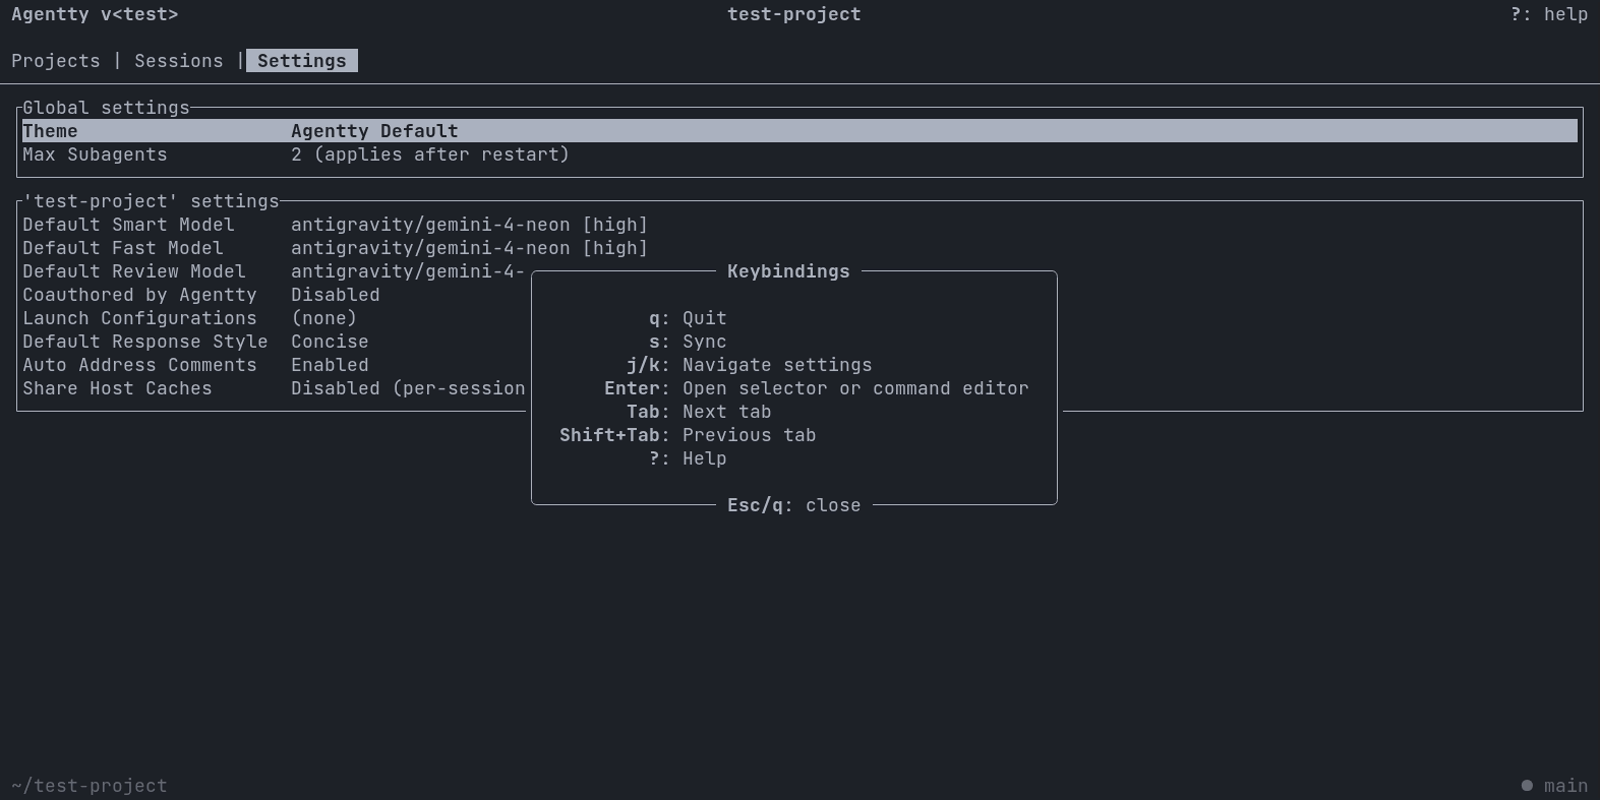 Agentty v<test> test-project ?: help
Projects | Sessions | Settings
Global settings
Theme Agentty Default
Max Subagents 2 (applies after restart)
'test-project' settings
Default Smart Model antigravity/gemini-4-neon [high]
Default Fast Model antigravity/gemini-4-neon [high]
Default Review Model antigravity/gemini-4-
Coauthored by Agentty Disabled
Launch Configurations (none)
Default Response Style Concise
Auto Address Comments Enabled
Share Host Caches Disabled (per-session
Keybindings
q: Quit
s: Sync
j/k: Navigate settings
Enter: Open selector or command editor
Tab: Next tab
Shift+Tab: Previous tab
?: Help
Esc/q: close
~/test-project ● main